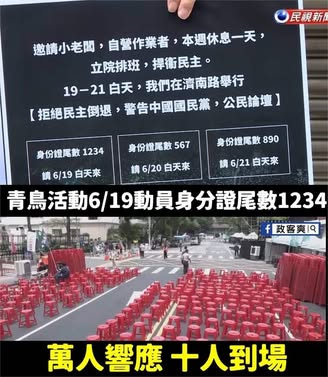 民視新聞
邀請小老闆，自營作業者，本週休息一天，
立院排班，捍衛民主。
19－21 白天，我們在濟南路舉行
【 拒絕民主倒退，警告中國國民黨，公民論壇 】
身份證尾數 1234
請 6/19 白天來
身份證尾數 567
請 6/20 白天來
身份證尾數 890
請 6/21 白天來
青鳥活動6/19動員身分證尾數1234
政客爽
萬人響應 十人到場